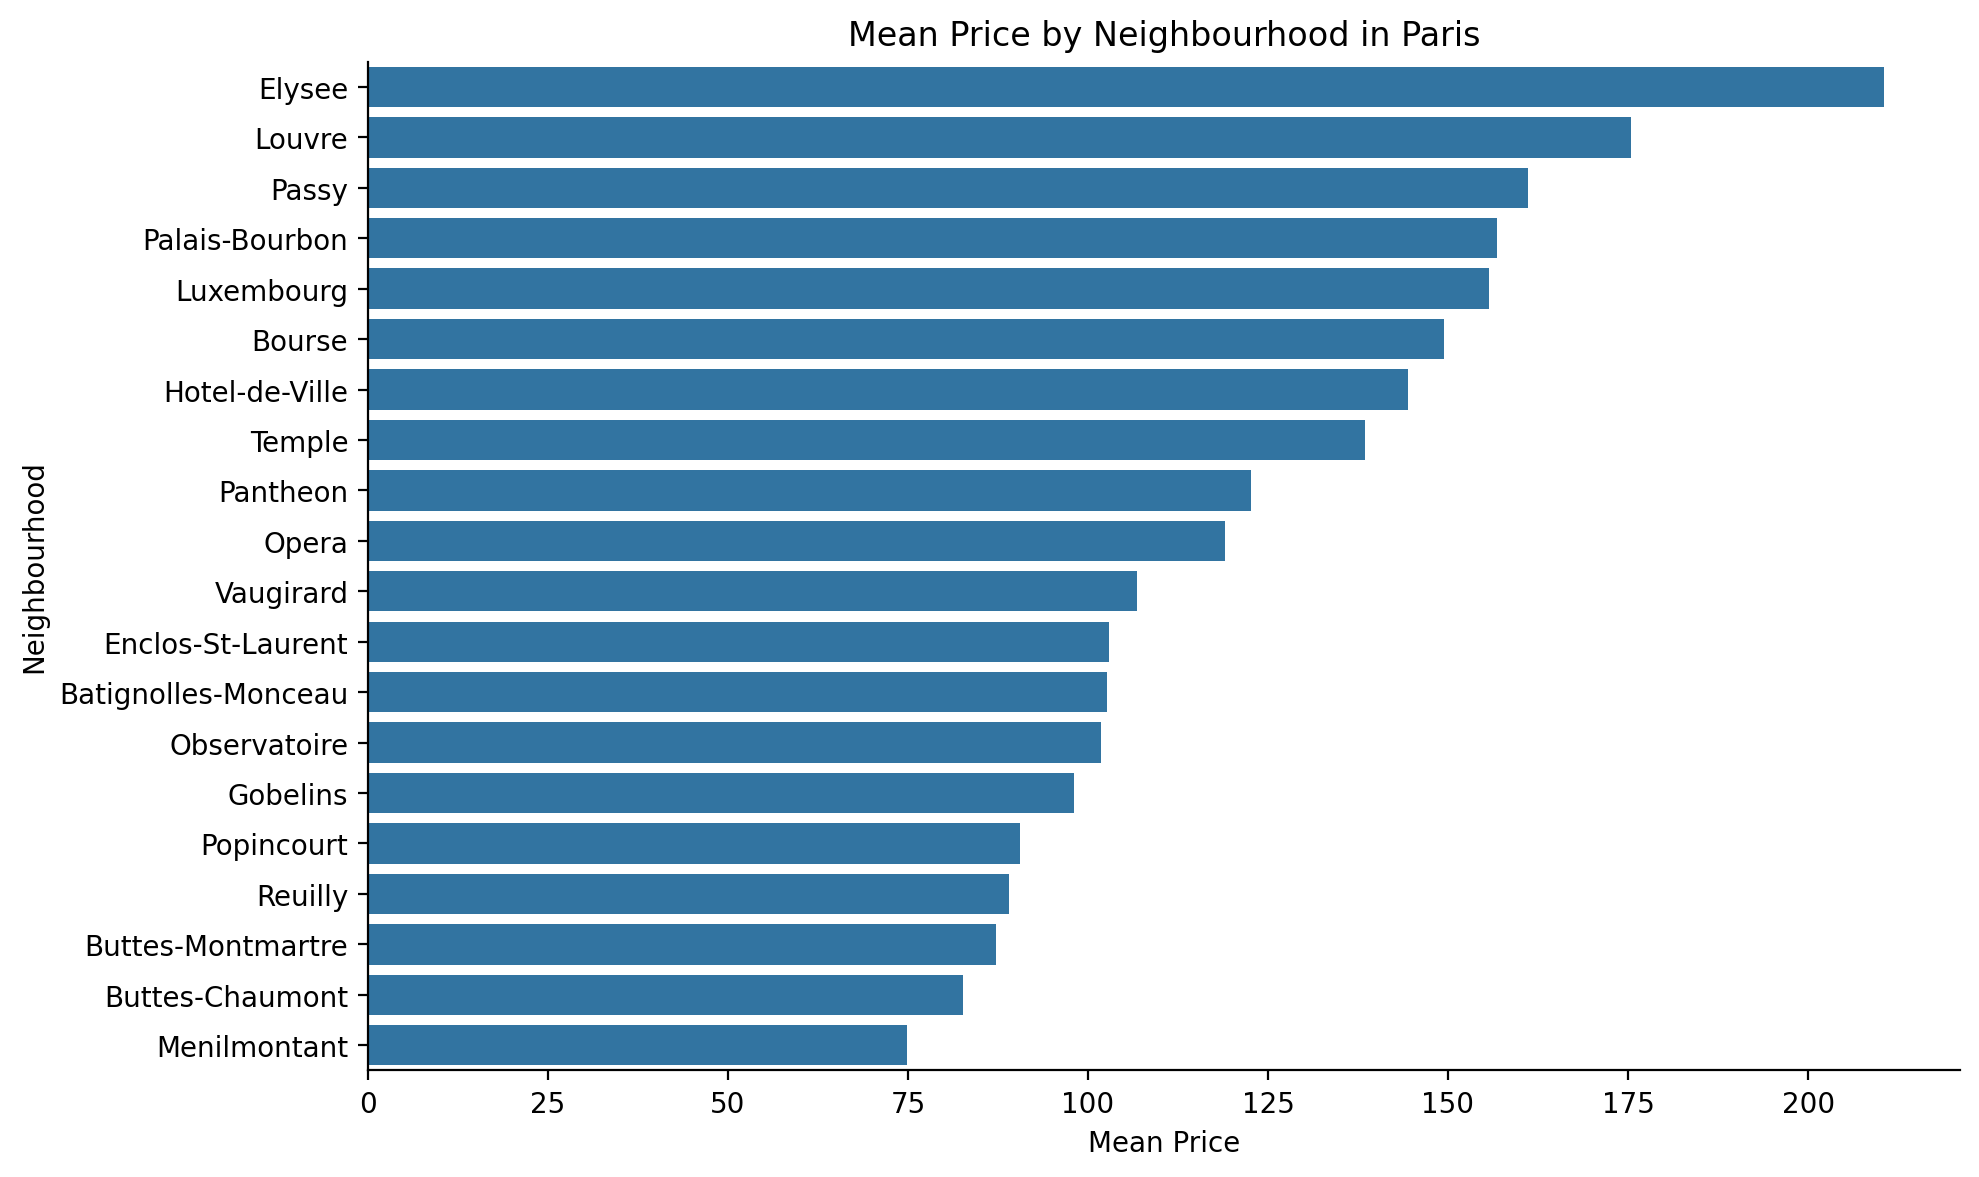 Mean Price by Neighbourhood in Paris
Neighbourhood
Elysee
Louvre
Passy
Palais-Bourbon
Luxembourg
Bourse
Hotel-de-Ville
Temple
Pantheon
Opera
Vaugirard
Enclos-St-Laurent
Batignolles-Monceau
Observatoire
Gobelins
Popincourt
Reuilly
Buttes-Montmartre
Buttes-Chaumont
Menilmontant
0 25 50 75 100 125 150 175 200
Mean Price